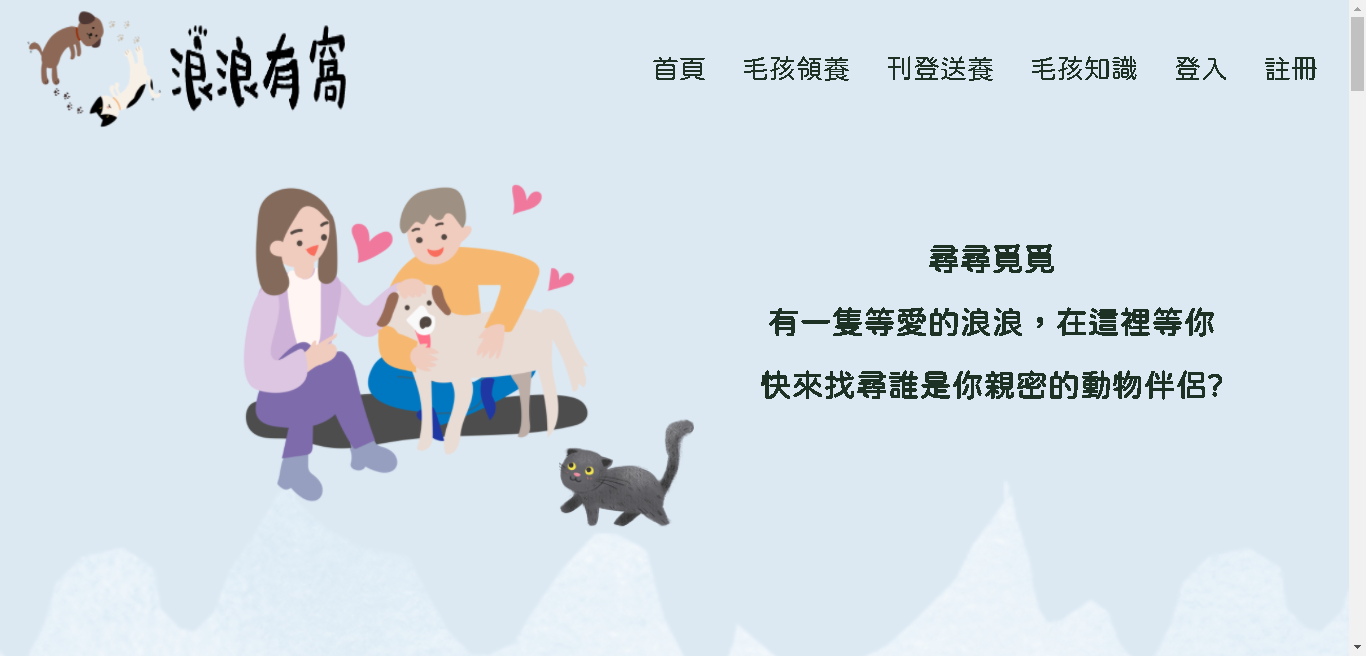 浪浪有窩
首頁 毛孩領養 刊登送養 毛孩知識 登入 註冊
尋尋覓覓
有一隻等愛的浪浪，在這裡等你
快來找尋誰是你親密的動物伴侶?